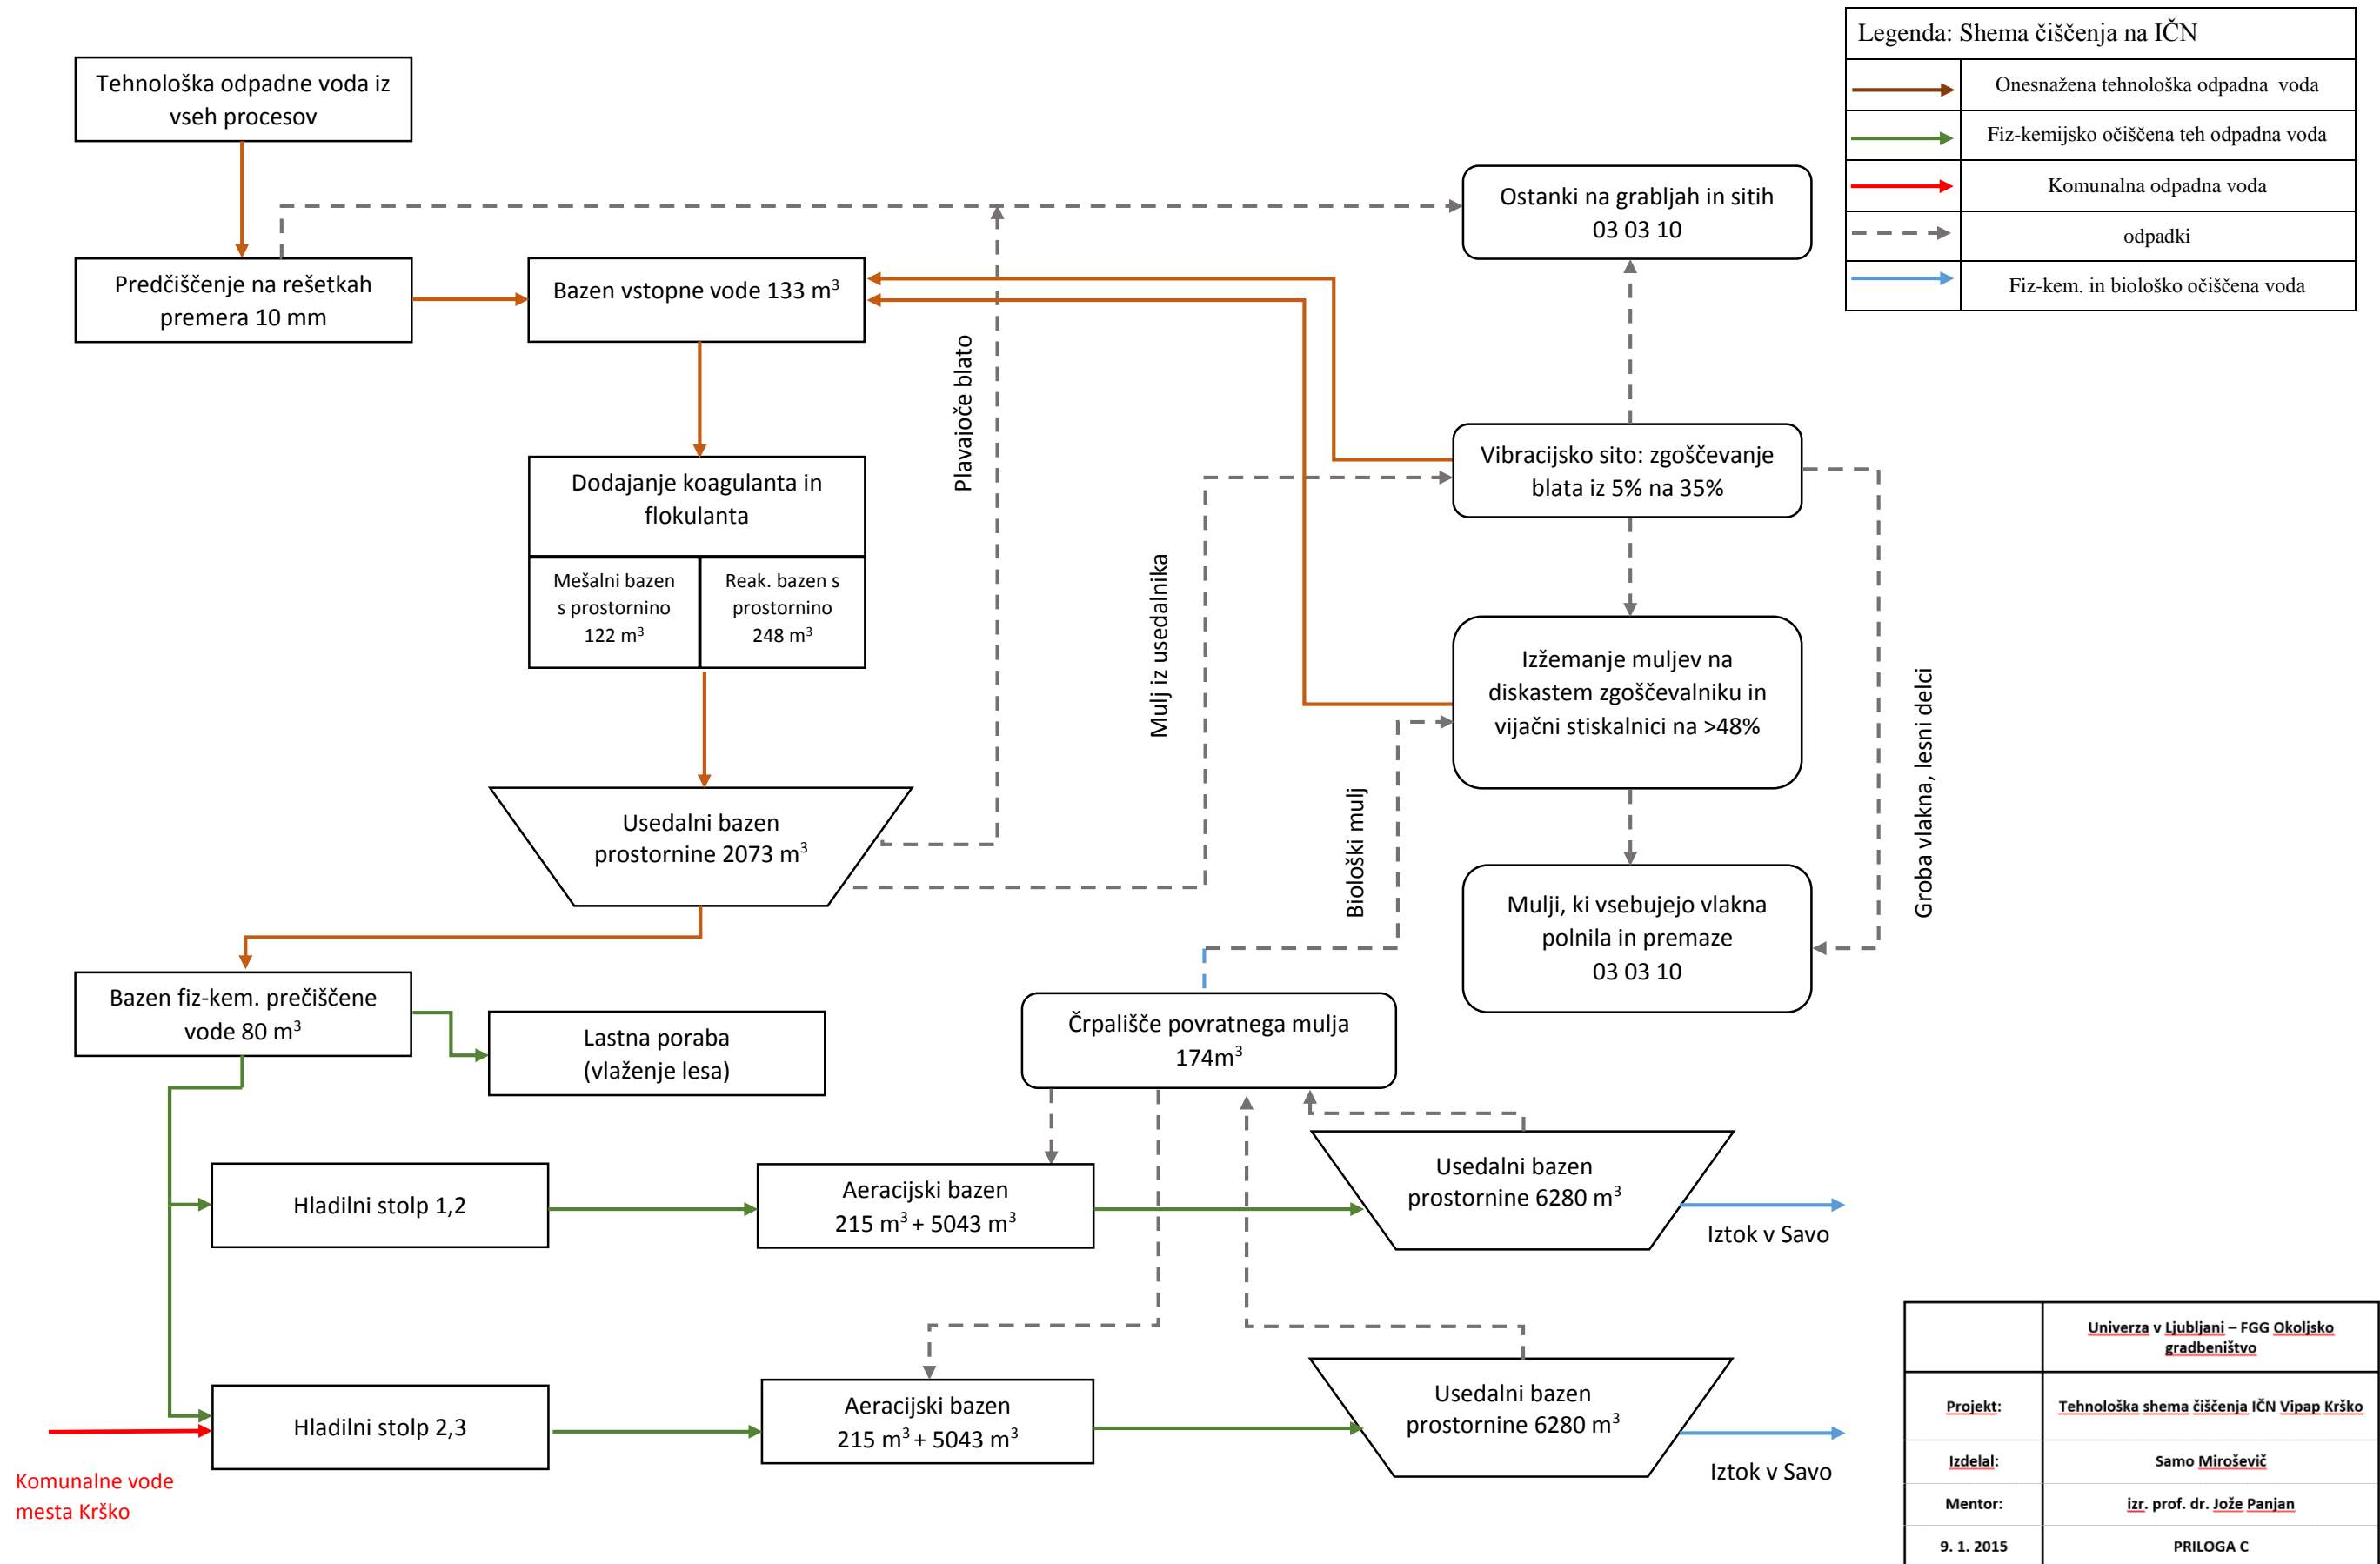 Legenda: Shema čiščenja na IČN
Onesnažena tehnološka odpadna voda
Fiz-kemijsko očiščena teh odpadna voda
Komunalna odpadna voda
odpadki
Fiz-kem. in biološko očiščena voda
Tehnološka odpadne voda iz
vseh procesov
Predčiščenje na rešetkah
premera 10 mm
Bazen vstopne vode 133 m³
Ostanki na grabljah in sitih
03 03 10
Plavaioče blato
Dodajanje koagulanta in
flokulanta
Mešalni bazen
s prostornino
122 m³
Reak. bazen s
prostornino
248 m³
Vibracijsko sito: zgoščevanje
blata iz 5% na 35%
Mulj iz usedalnika
Izžemanje muljev na
diskastem zgoščevalniku in
vijačni stiskalnici na >48%
Groba vlakna, lesni delci
Usedalni bazen
prostornine 2073 m³
Biološki mulj
Mulji, ki vsebujejo vlakna
polnila in premaze
03 03 10
Bazen fiz-kem. prečiščene
vode 80 m³
Lastna poraba
(vlaženje lesa)
Črpališče povratnega mulja
174m³
Hladilni stolp 1,2
Aeracijski bazen
215 m³ + 5043 m³
Usedalni bazen
prostornine 6280 m³
Iztok v Savo
Hladilni stolp 2,3
Aeracijski bazen
215 m³ + 5043 m³
Usedalni bazen
prostornine 6280 m³
Iztok v Savo
Komunalne vode
mesta Krško
Univerza v Ljubljani – FGG Okoljsko
gradbeništvo
Projekt: Tehnološka shema čiščenja IČN Vipap Krško
Izdelal: Samo Miroševič
Mentor: izr. prof. dr. Jože Panjan
9. 1. 2015 PRILOGA C